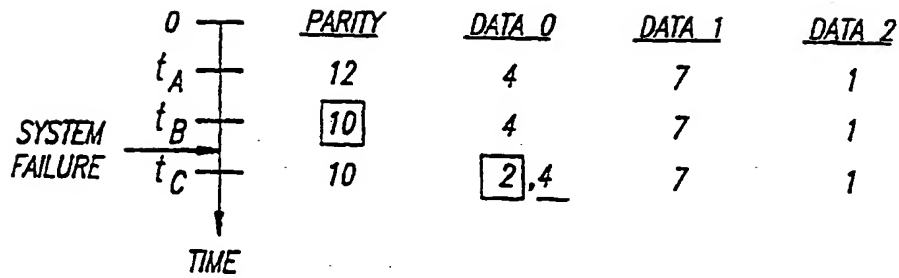 0 PARITY DATA 0 DATA 1 DATA 2
tA 12 4 7 1
tB 10 4 7 1
SYSTEM FAILURE
tC 10 2,4 7 1
TIME